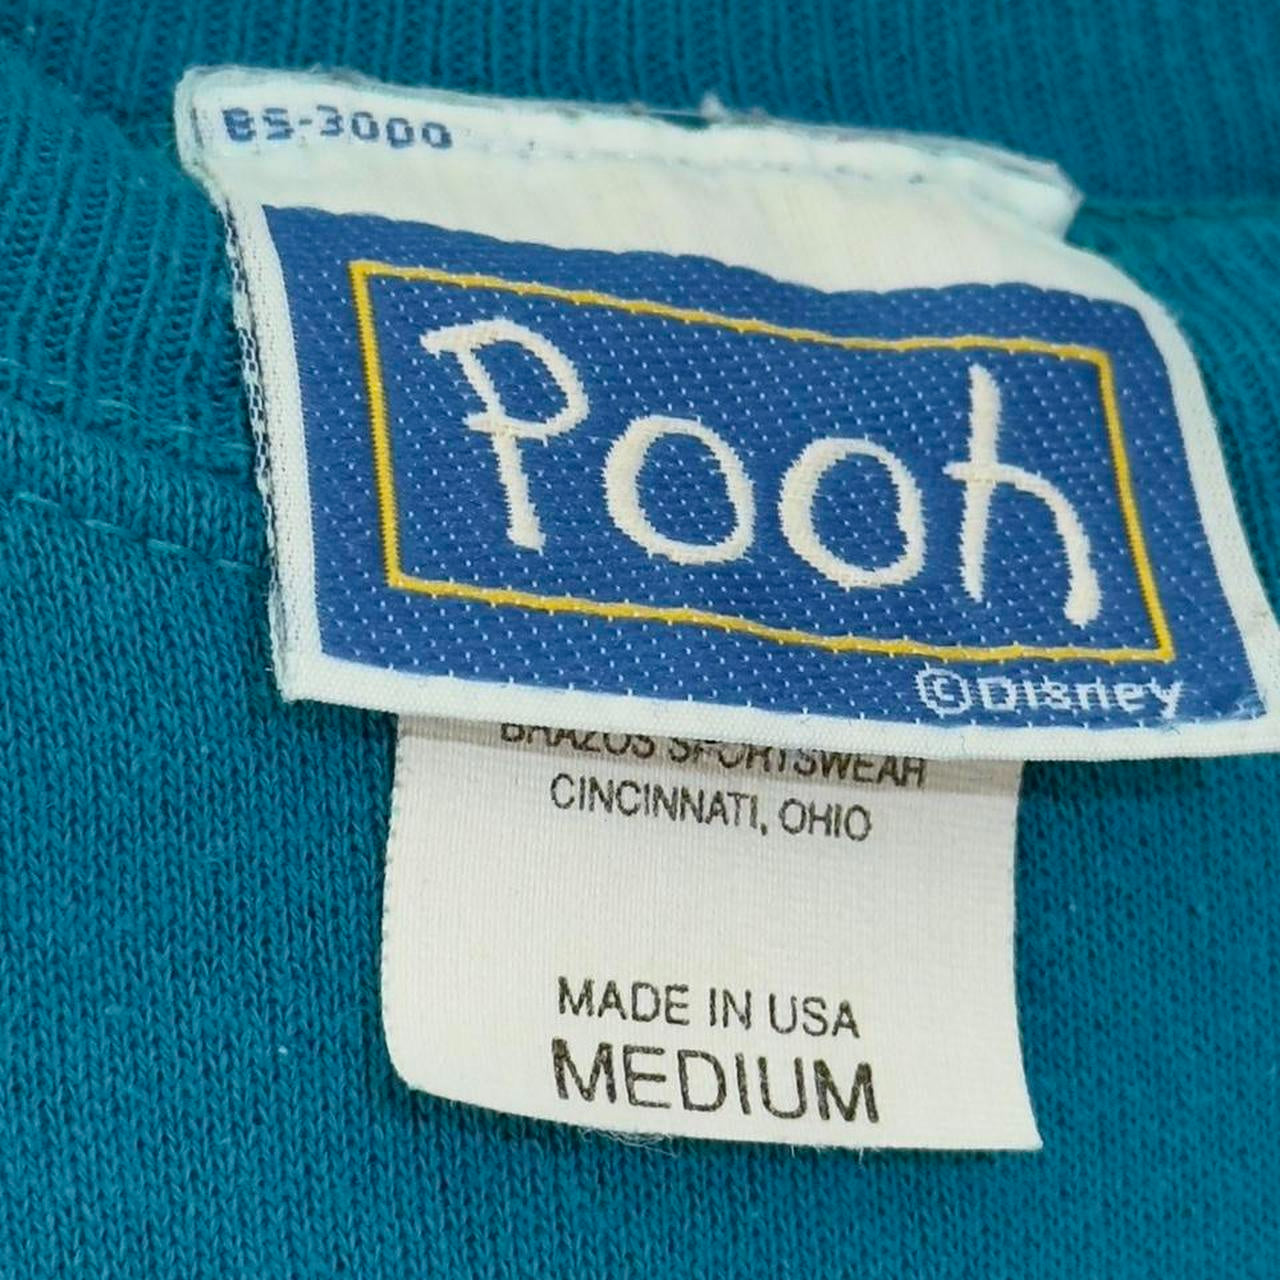 BS-3000
Pooh
©Disney
BRAZOS SPORTSWEAR
CINCINNATI, OHIO
MADE IN USA
MEDIUM